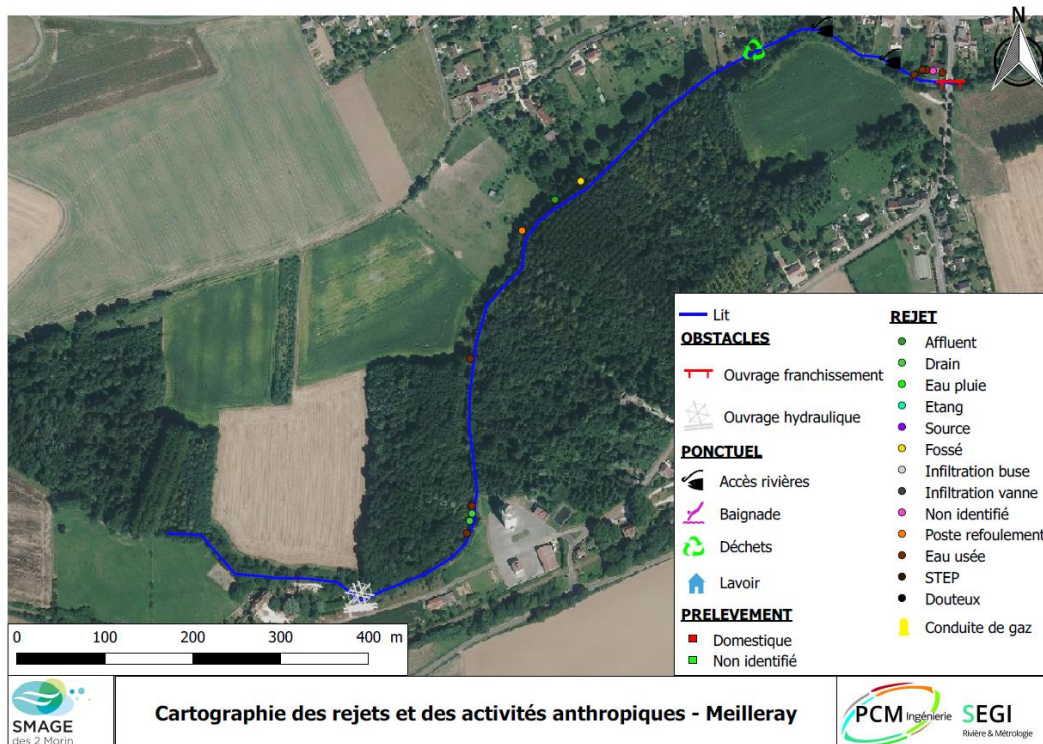 N
Lit
OBSTACLES
Ouvrage franchissement
Ouvrage hydraulique
PONCTUEL
Accès rivières
Baignade
Déchets
Lavoir
PRELEVEMENT
Domestique
Non identifié
REJET
Affluent
Drain
Eau pluie
Etang
Source
Fossé
Infiltration buse
Infiltration vanne
Non identifié
Poste refoulement
Eau usée
STEP
Douteux
Conduite de gaz
0 100 200 300 400 m
SMAGE
des 2 Morin
Cartographie des rejets et des activités anthropiques - Meilleray
PCM Ingénierie
SEGI
Rivière & Métrologie